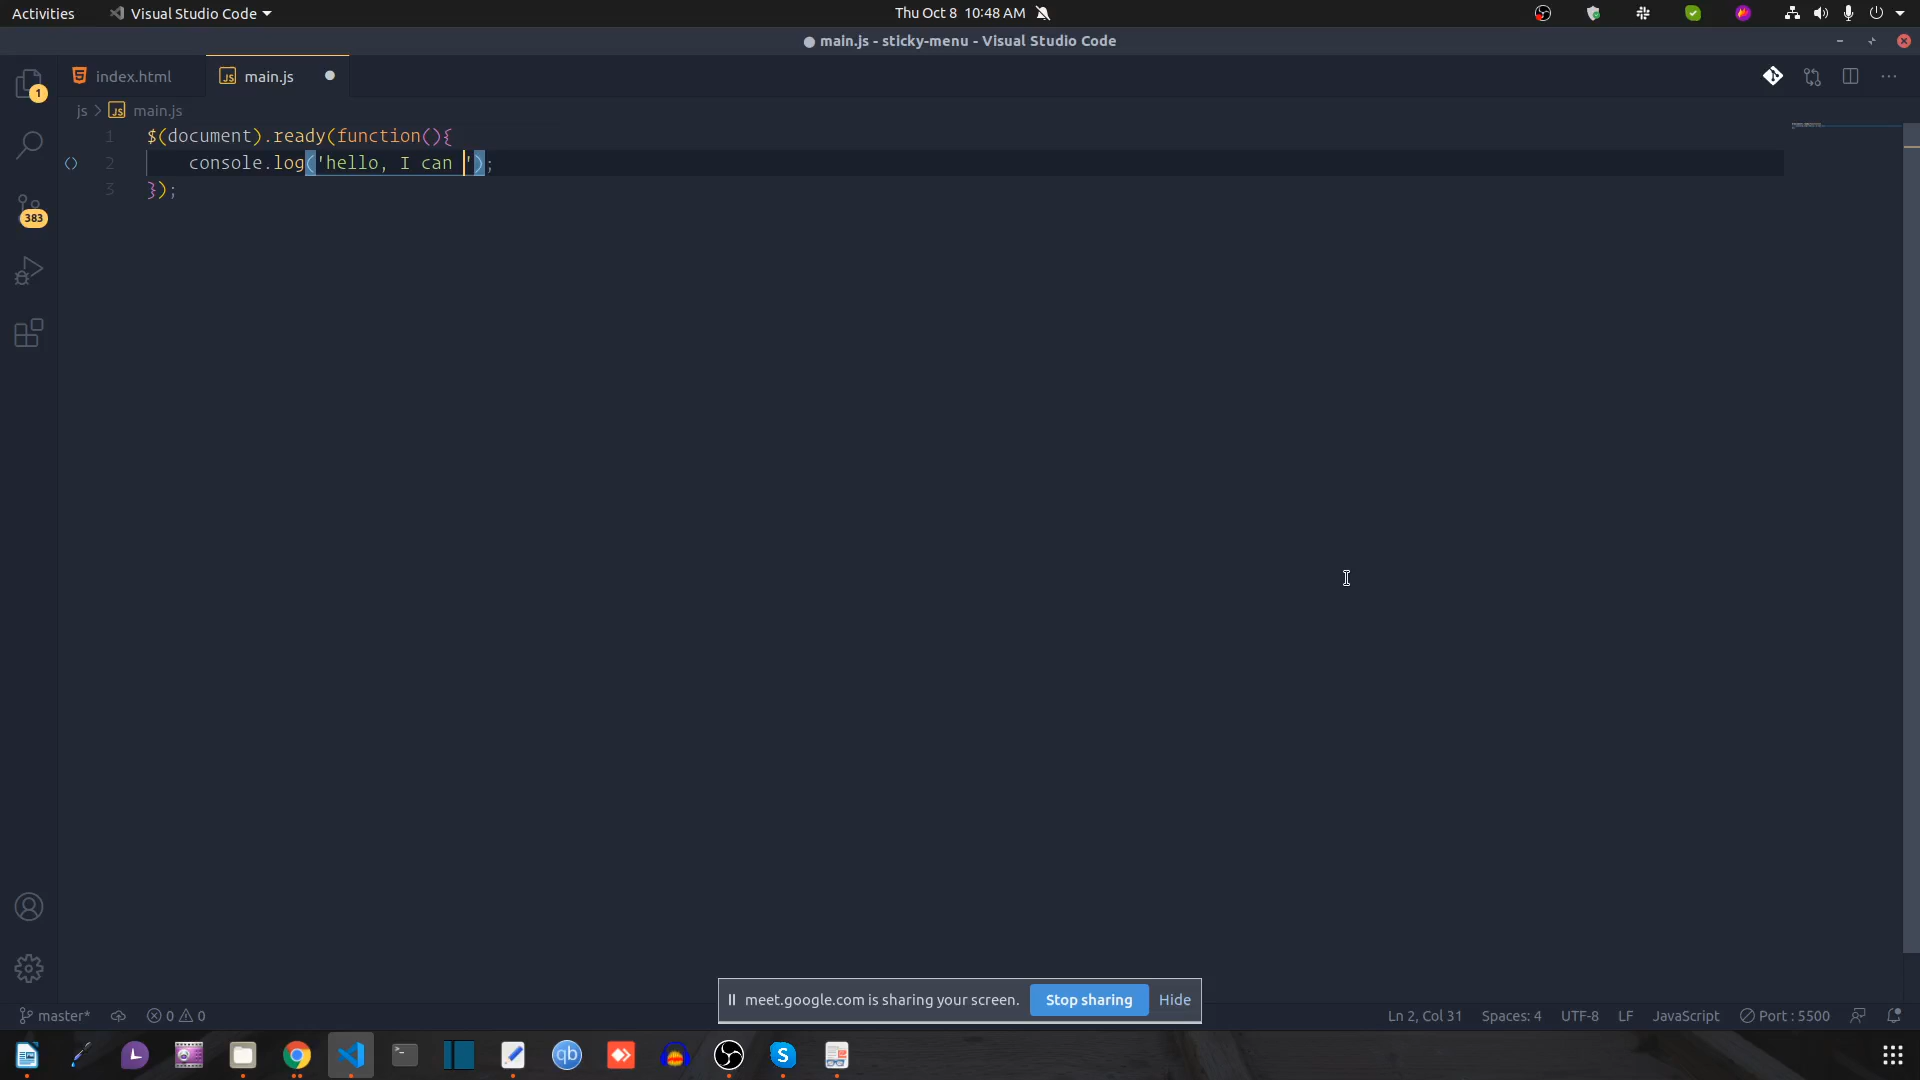 Activities
Visual Studio Code
Thu Oct 8 10:48 AM
main.js - sticky-menu - Visual Studio Code
index.html
JS main.js
1
js > JS main.js
1 $(document).ready(function(){
2 console.log('hello, I can ');
3 });
383
meet.google.com is sharing your screen.
Stop sharing
Hide
master*
0
0
Ln 2, Col 31
Spaces: 4
UTF-8
LF
JavaScript
Port : 5500
qb
S